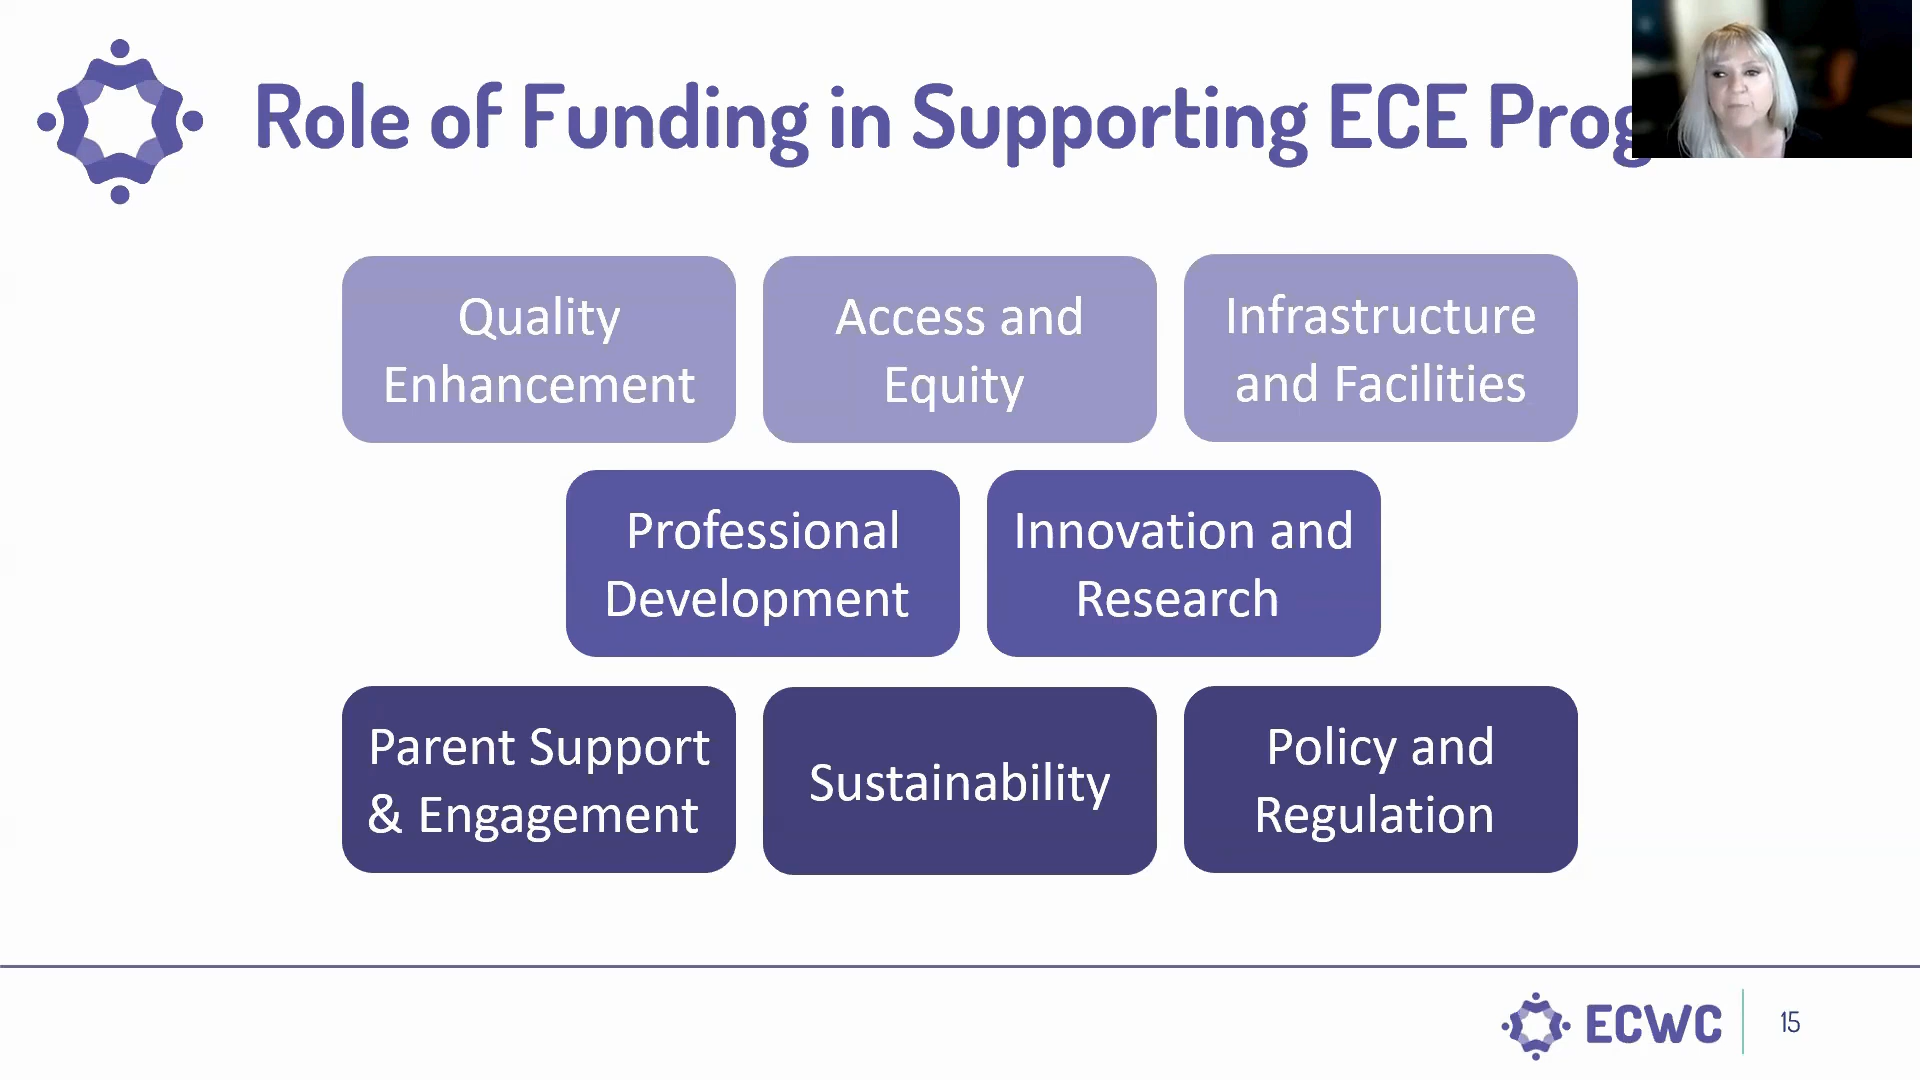 Role of Funding in Supporting ECE
Quality
Enhancement
Access and
Equity
Infrastructure
and Facilities
Professional
Development
Innovation and
Research
Parent Support
& Engagement
Sustainability
Policy and
Regulation
ECWC
15